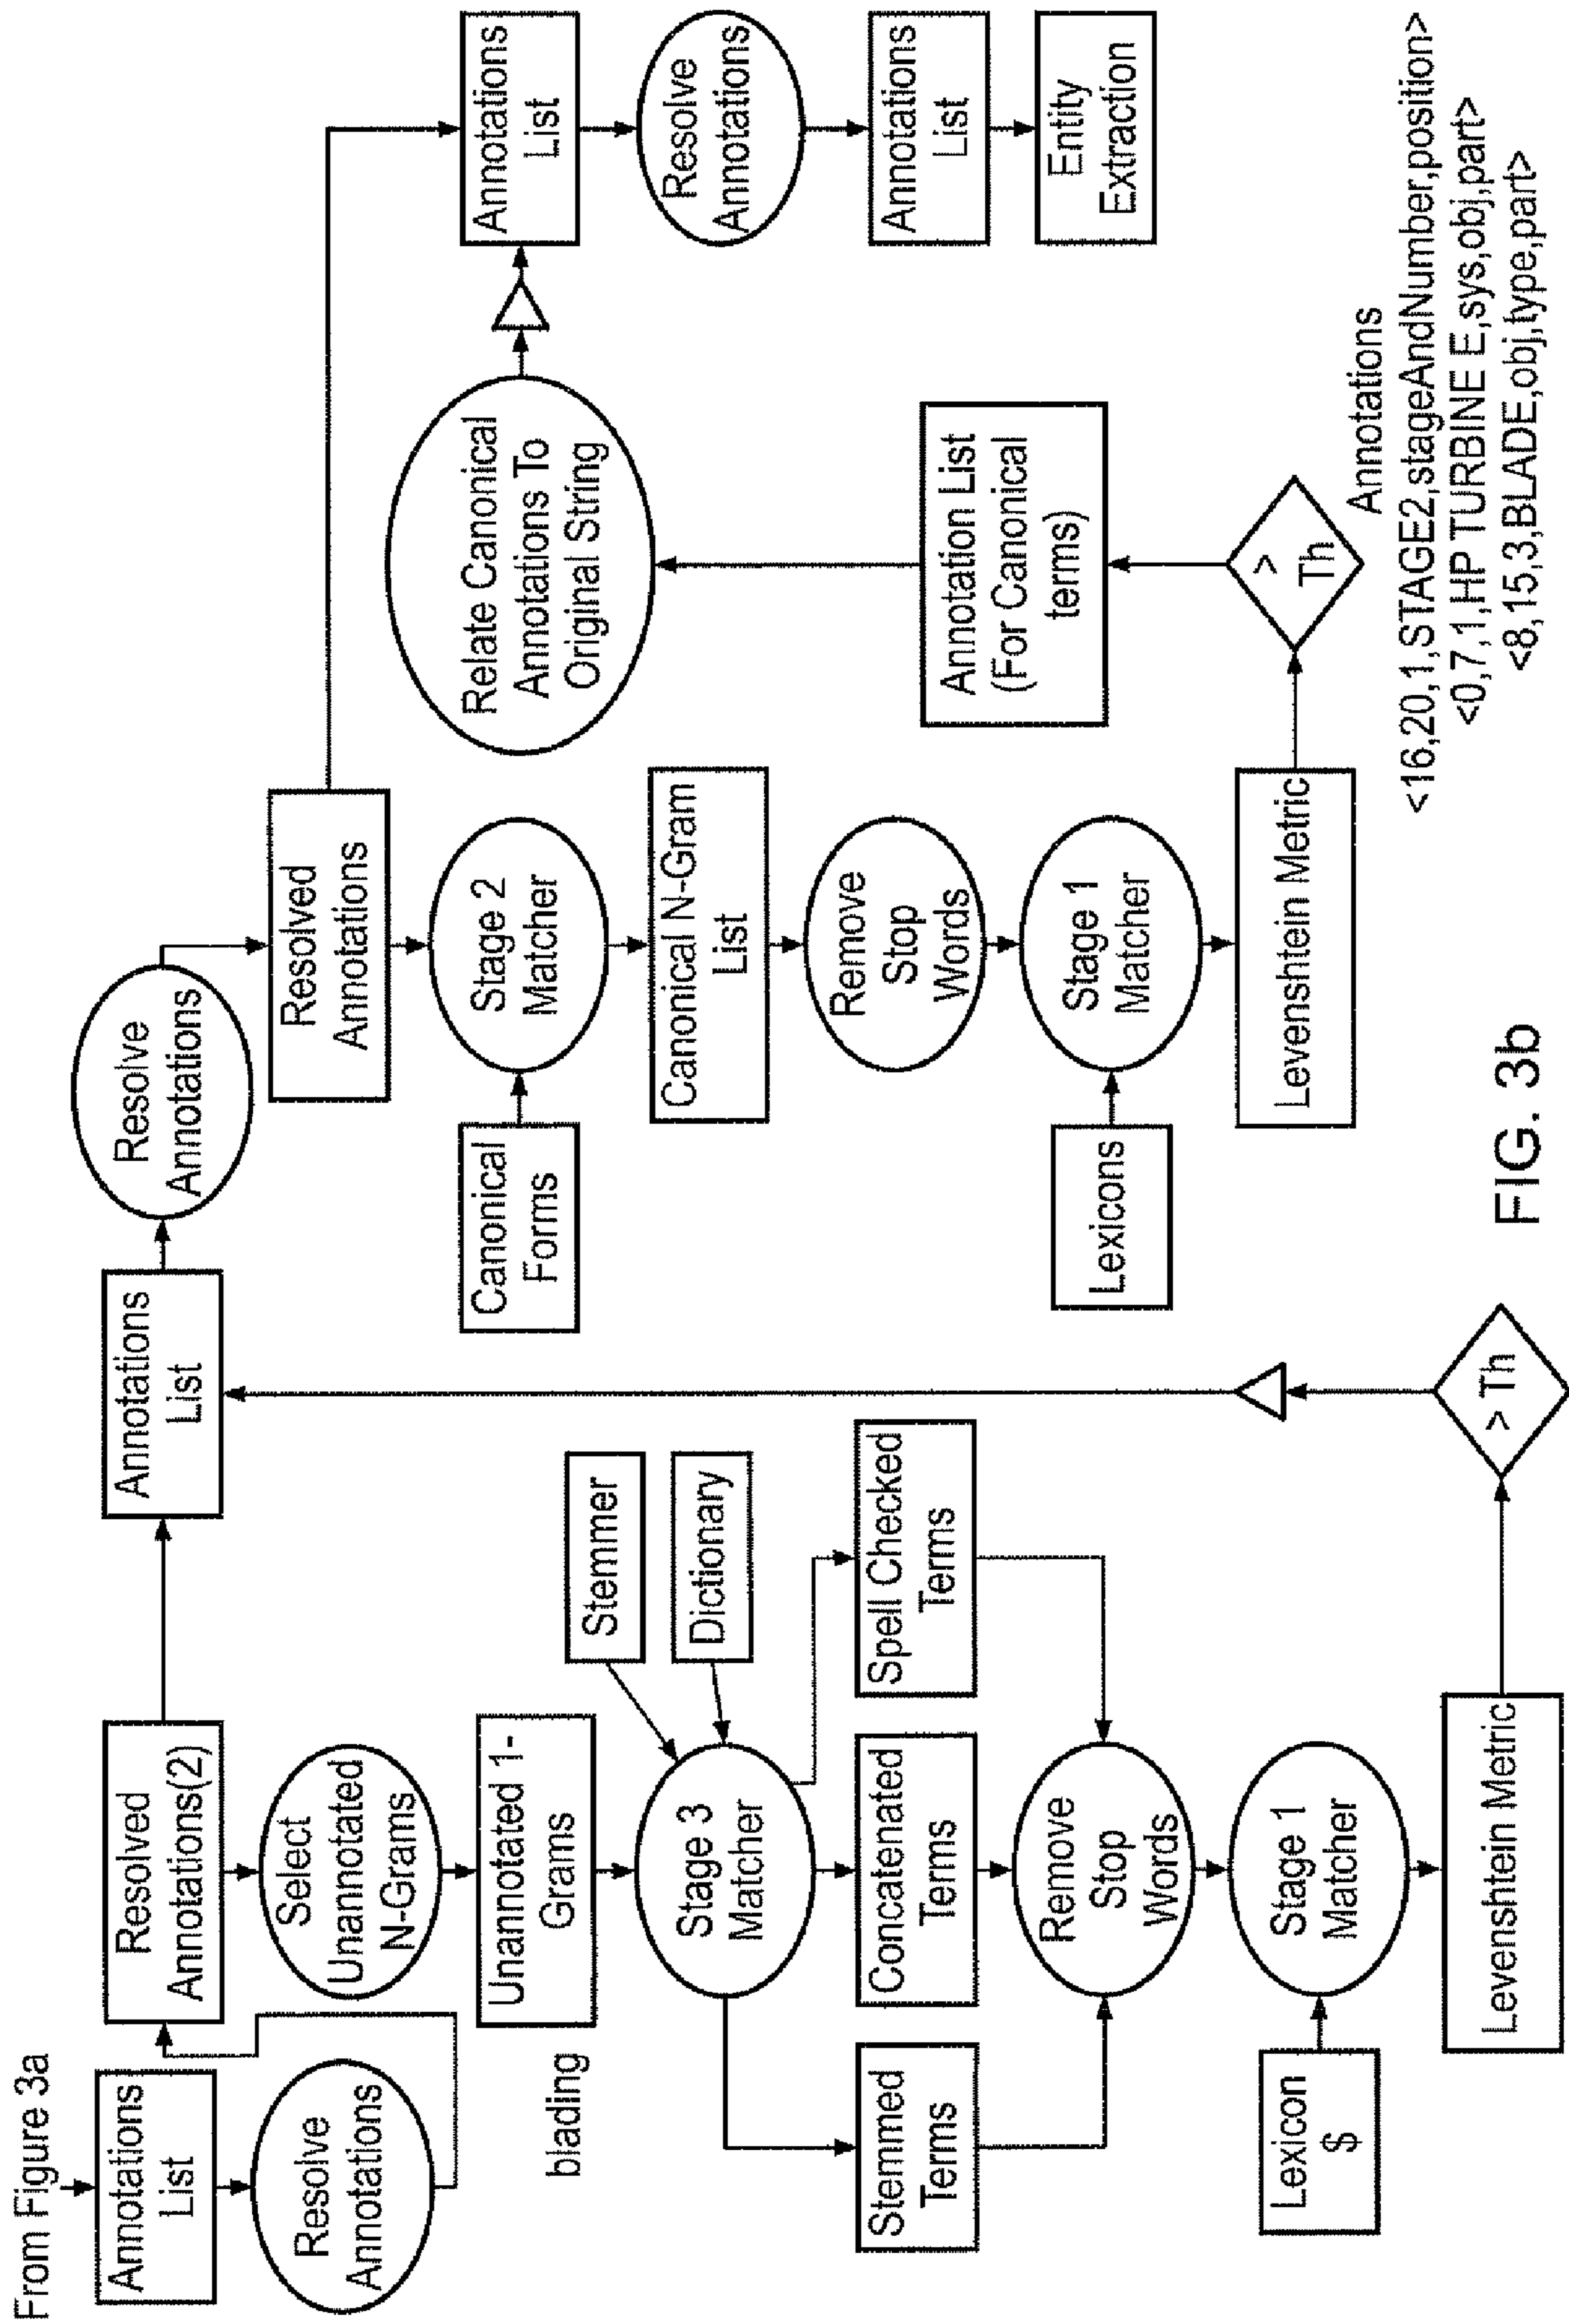 From Figure 3a
Annotations
List
Resolve
Annotations
Resolved
Annotations(2)
Select
Unannotated
N-Grams
Unannotated 1-
Grams
blading
Stemmer
Dictionary
Stage 3
Matcher
Stemmed
Terms
Concatenated
Terms
Spell Checked
Terms
Remove
Stop
Words
Lexicon
$
Stage 1
Matcher
Levenshtein Metric
> Th
Annotations
List
Resolve
Annotations
Resolved
Annotations
Canonical
Forms
Stage 2
Matcher
Canonical N-Gram
List
Remove
Stop
Words
Lexicons
Stage 1
Matcher
Levenshtein Metric
>
Th
Annotation List
(For Canonical
terms)
Relate Canonical
Annotations To
Original String
Annotations
List
Resolve
Annotations
Annotations
List
Entity
Extraction
Annotations
<16,20,1,STAGE2,stageAndNumber,position>
<0,7,1,HP TURBINE E,sys,obj,part>
<8,15,3,BLADE,obj,type,part>
FIG. 3b